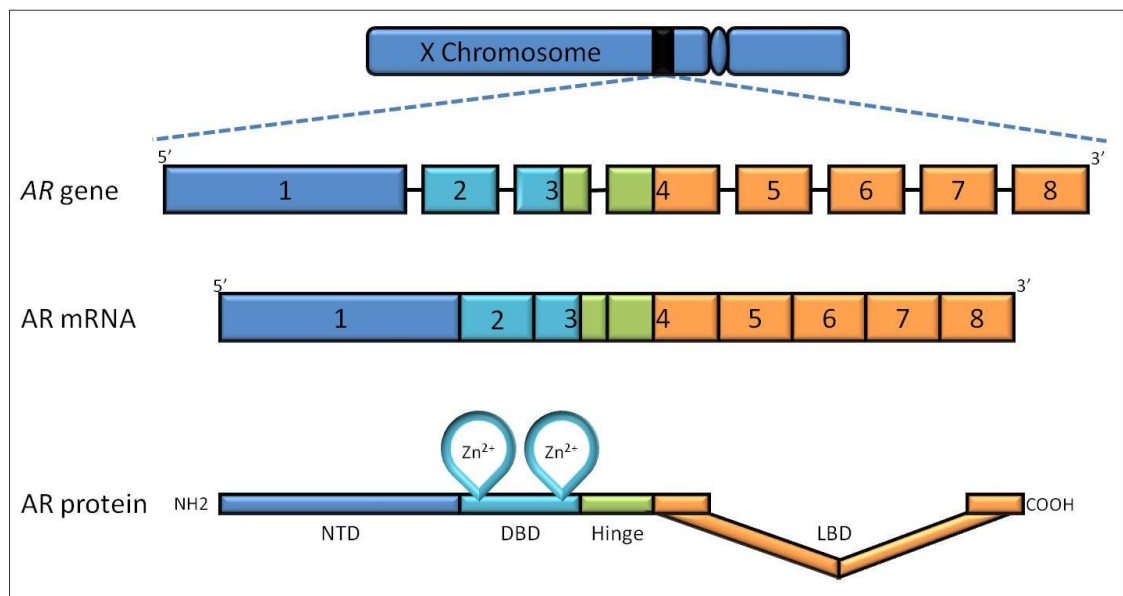 X Chromosome
5’ 3’
AR gene 1 2 3 4 5 6 7 8
5’ 3’
AR mRNA 1 2 3 4 5 6 7 8
Zn²⁺ Zn²⁺
AR protein NH2 COOH
NTD DBD Hinge LBD